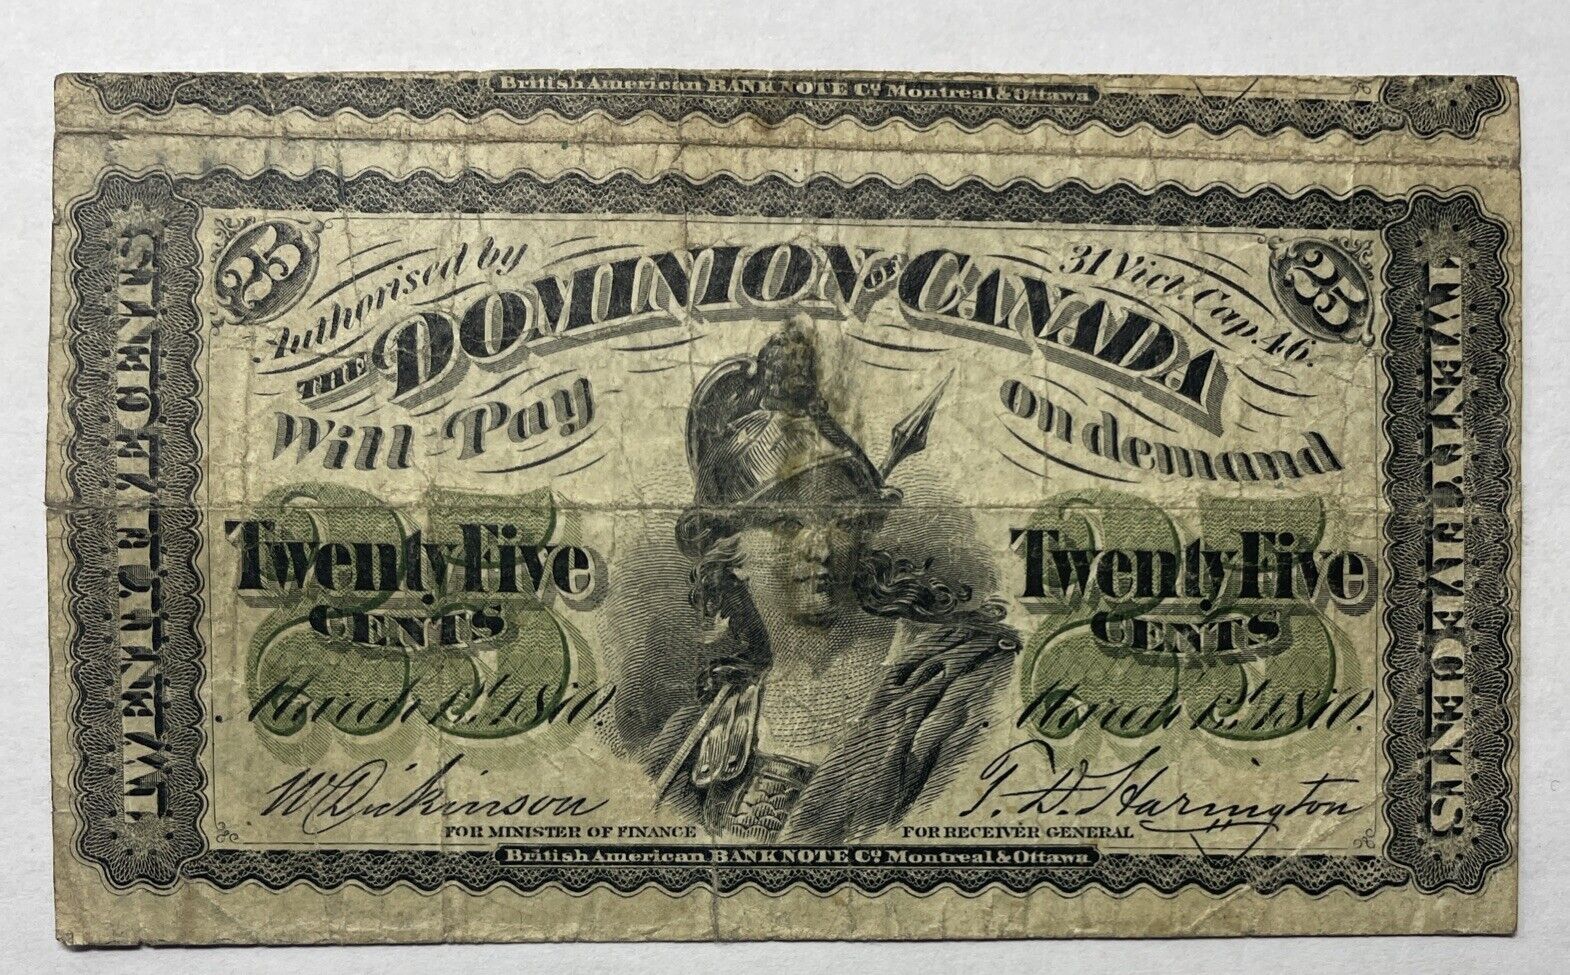 British American BANK NOTE Co. Montreal & Ottawa
25 25
Authorised by 31 Vict. Cap. 46.
THE DOMINION OF CANADA
Will Pay on demand
25 25
Twenty Five Twenty Five
CENTS CENTS
March 1st. 1870. March 1st. 1870.
W Dickinson T. D. Harington
FOR MINISTER OF FINANCE FOR RECEIVER GENERAL
British American BANK NOTE Co. Montreal & Ottawa
TWENTY FIVE CENTS
TWENTY FIVE CENTS